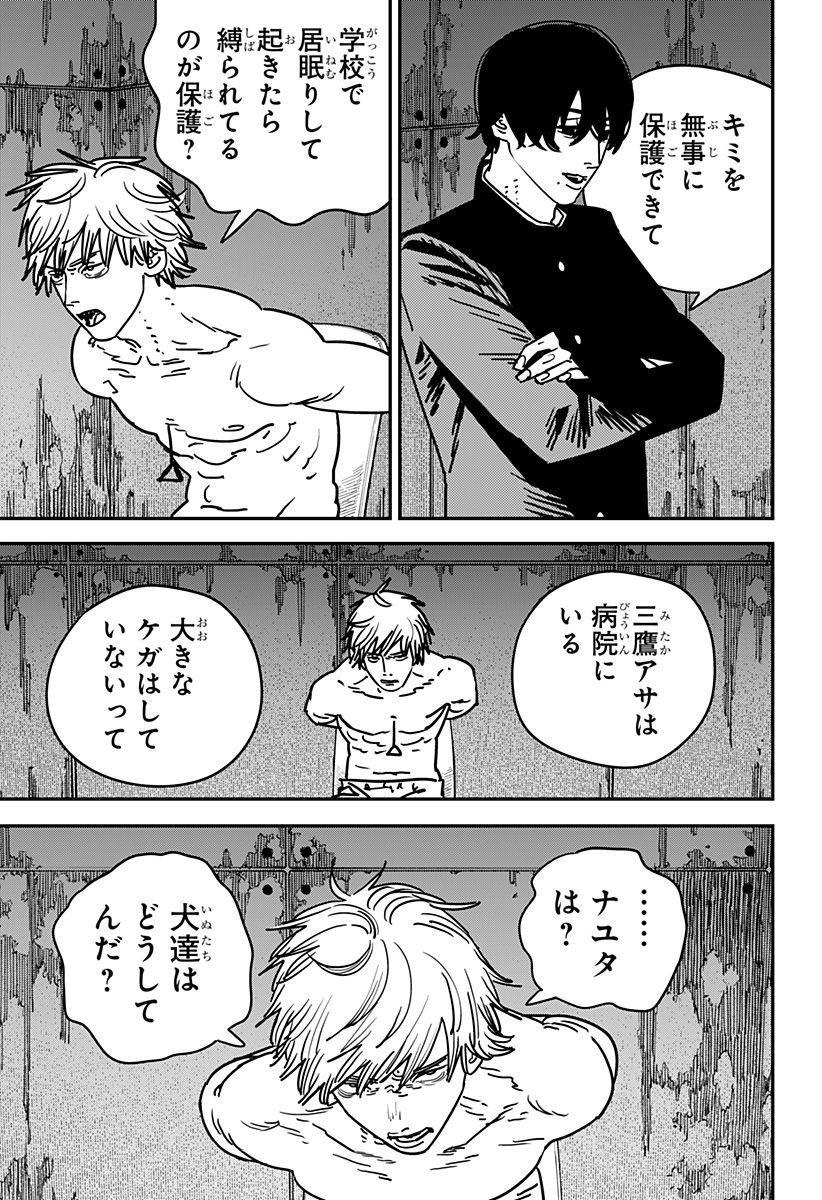 キミを
無事に
保護できて
学校で
居眠りして
起きたら
縛られてる
のが保護？
三鷹アサは
病院に
いる
大きな
ケガはして
いないって
……
ナユタ
は？
犬達は
どうして
んだ？